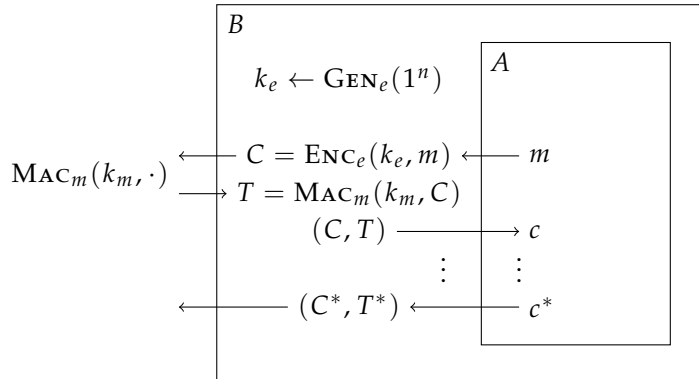 B
A
k_e ← GEN_e(1^n)
C = ENC_e(k_e, m) m
MAC_m(k_m, ·)
T = MAC_m(k_m, C)
(C, T) c
⋮ ⋮
(C*, T*) c*